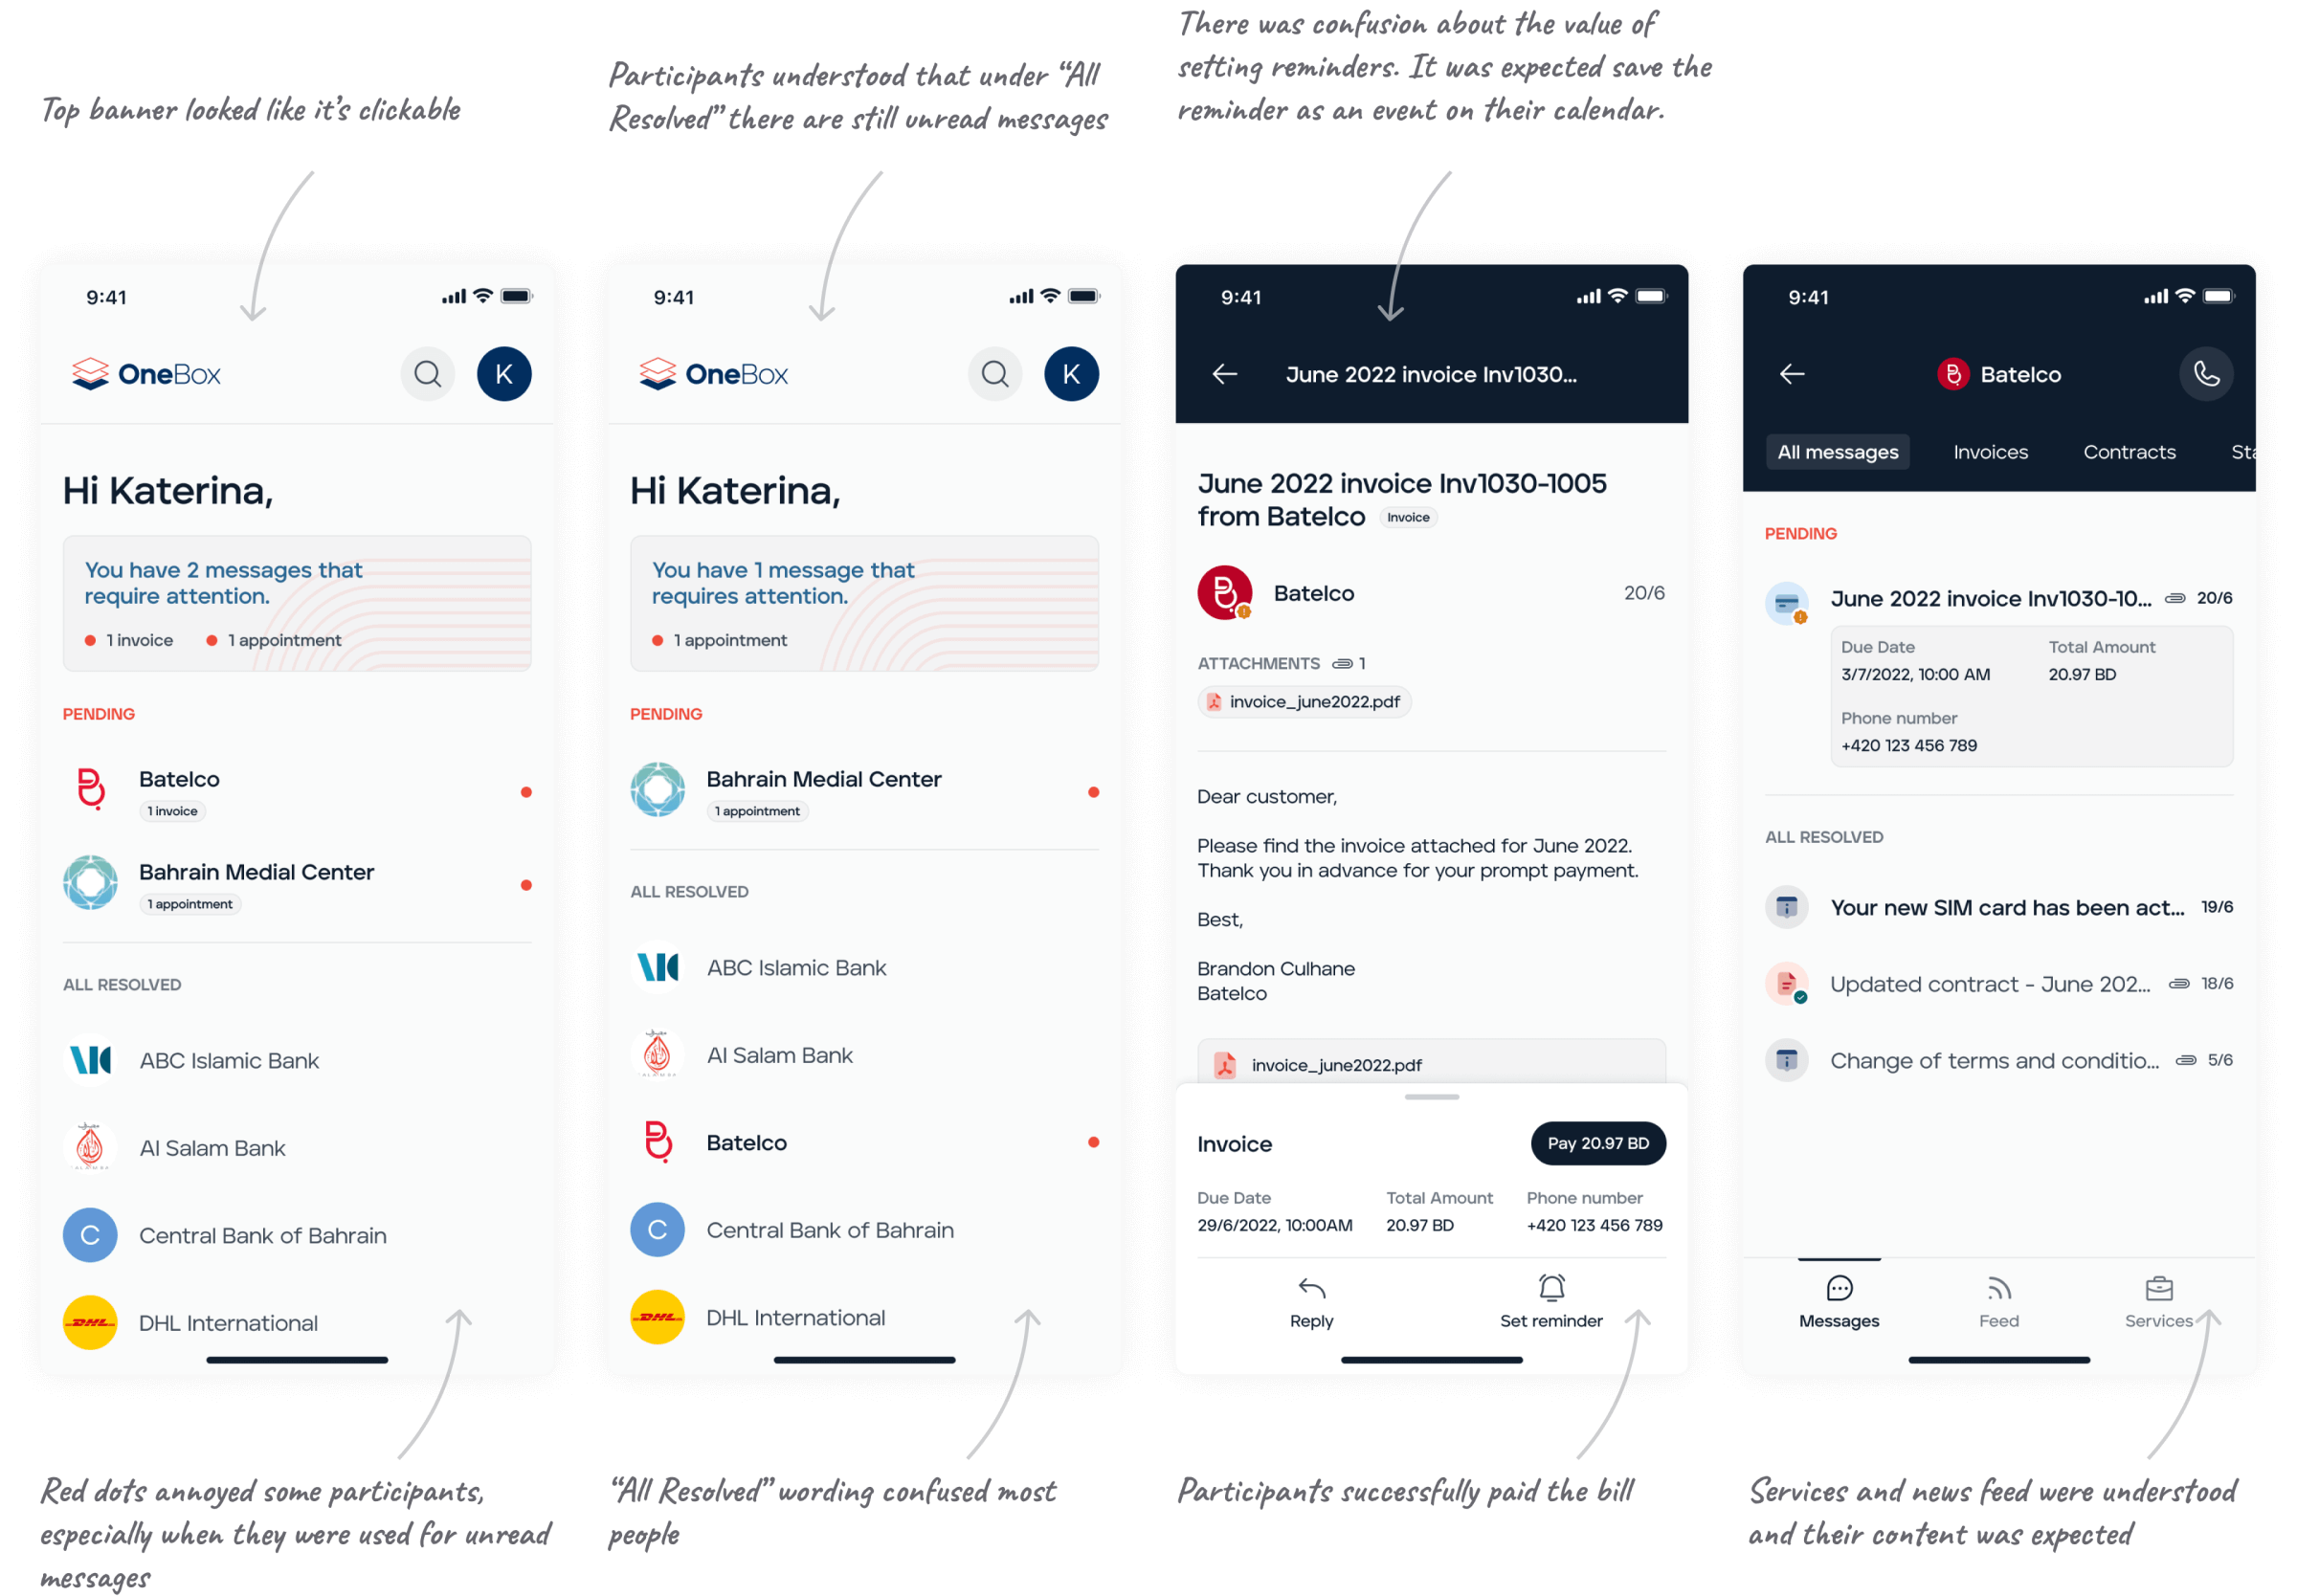 Top banner looked like it's clickable
Participants understood that under “All
Resolved” there are still unread messages
There was confusion about the value of
setting reminders. It was expected save the
reminder as an event on their calendar.
9:41
OneBox
K
Hi Katerina,
You have 2 messages that
require attention.
1 invoice
1 appointment
PENDING
Batelco
1 invoice
Bahrain Medial Center
1 appointment
ALL RESOLVED
ABC Islamic Bank
Al Salam Bank
C
Central Bank of Bahrain
DHL
DHL International
9:41
OneBox
K
Hi Katerina,
You have 1 message that
requires attention.
1 appointment
PENDING
Bahrain Medial Center
1 appointment
ALL RESOLVED
ABC Islamic Bank
Al Salam Bank
Batelco
C
Central Bank of Bahrain
DHL
DHL International
9:41
June 2022 invoice Inv1030...
June 2022 invoice Inv1030-1005
from Batelco Invoice
Batelco 20/6
ATTACHMENTS 1
invoice_june2022.pdf
Dear customer,
Please find the invoice attached for June 2022.
Thank you in advance for your prompt payment.
Best,
Brandon Culhane
Batelco
invoice_june2022.pdf
Invoice
Pay 20.97 BD
Due Date Total Amount Phone number
29/6/2022, 10:00AM 20.97 BD +420 123 456 789
Reply Set reminder
9:41
Batelco
All messages Invoices Contracts Sta
PENDING
June 2022 invoice Inv1030-10... 20/6
Due Date Total Amount
3/7/2022, 10:00 AM 20.97 BD
Phone number
+420 123 456 789
ALL RESOLVED
Your new SIM card has been act... 19/6
Updated contract - June 202... 18/6
Change of terms and conditio... 5/6
Messages Feed Services
Red dots annoyed some participants,
especially when they were used for unread
messages
“All Resolved” wording confused most
people
Participants successfully paid the bill
Services and news feed were understood
and their content was expected